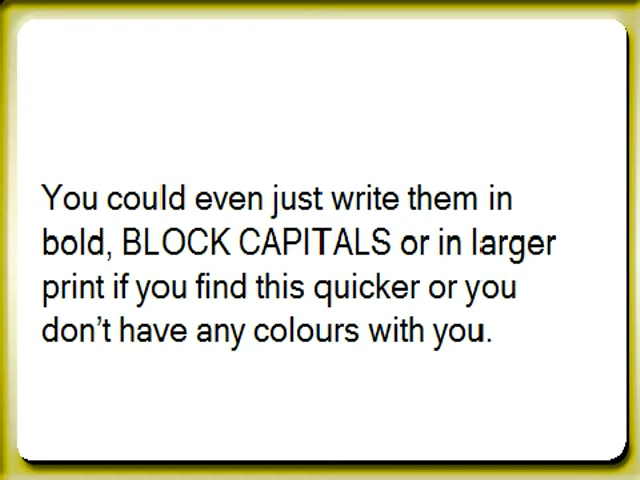 You could even just write them in
bold, BLOCK CAPITALS or in larger
print if you find this quicker or you
don't have any colours with you.